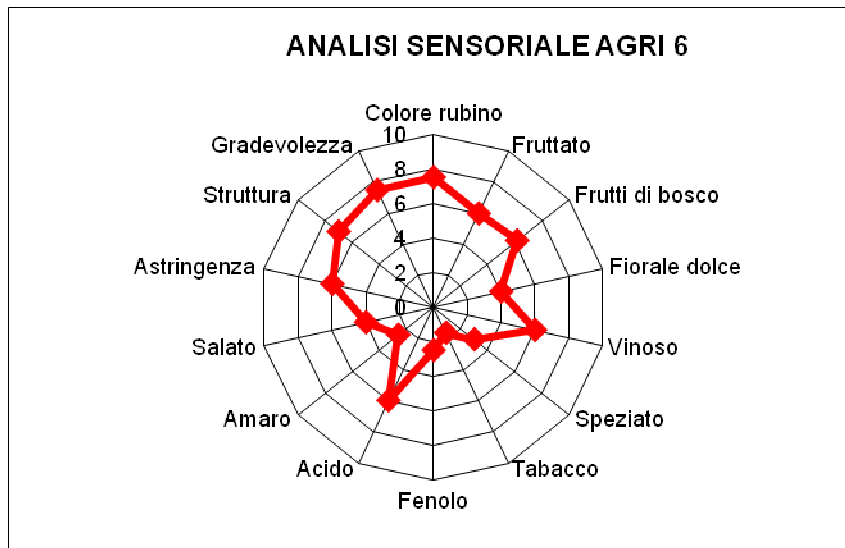 ANALISI SENSORIALE AGRI 6
Colore rubino
Fruttato
Frutti di bosco
Fiorale dolce
Vinoso
Speziato
Tabacco
Fenolo
Acido
Amaro
Salato
Astringenza
Struttura
Gradevolezza
10
8
6
4
2
0